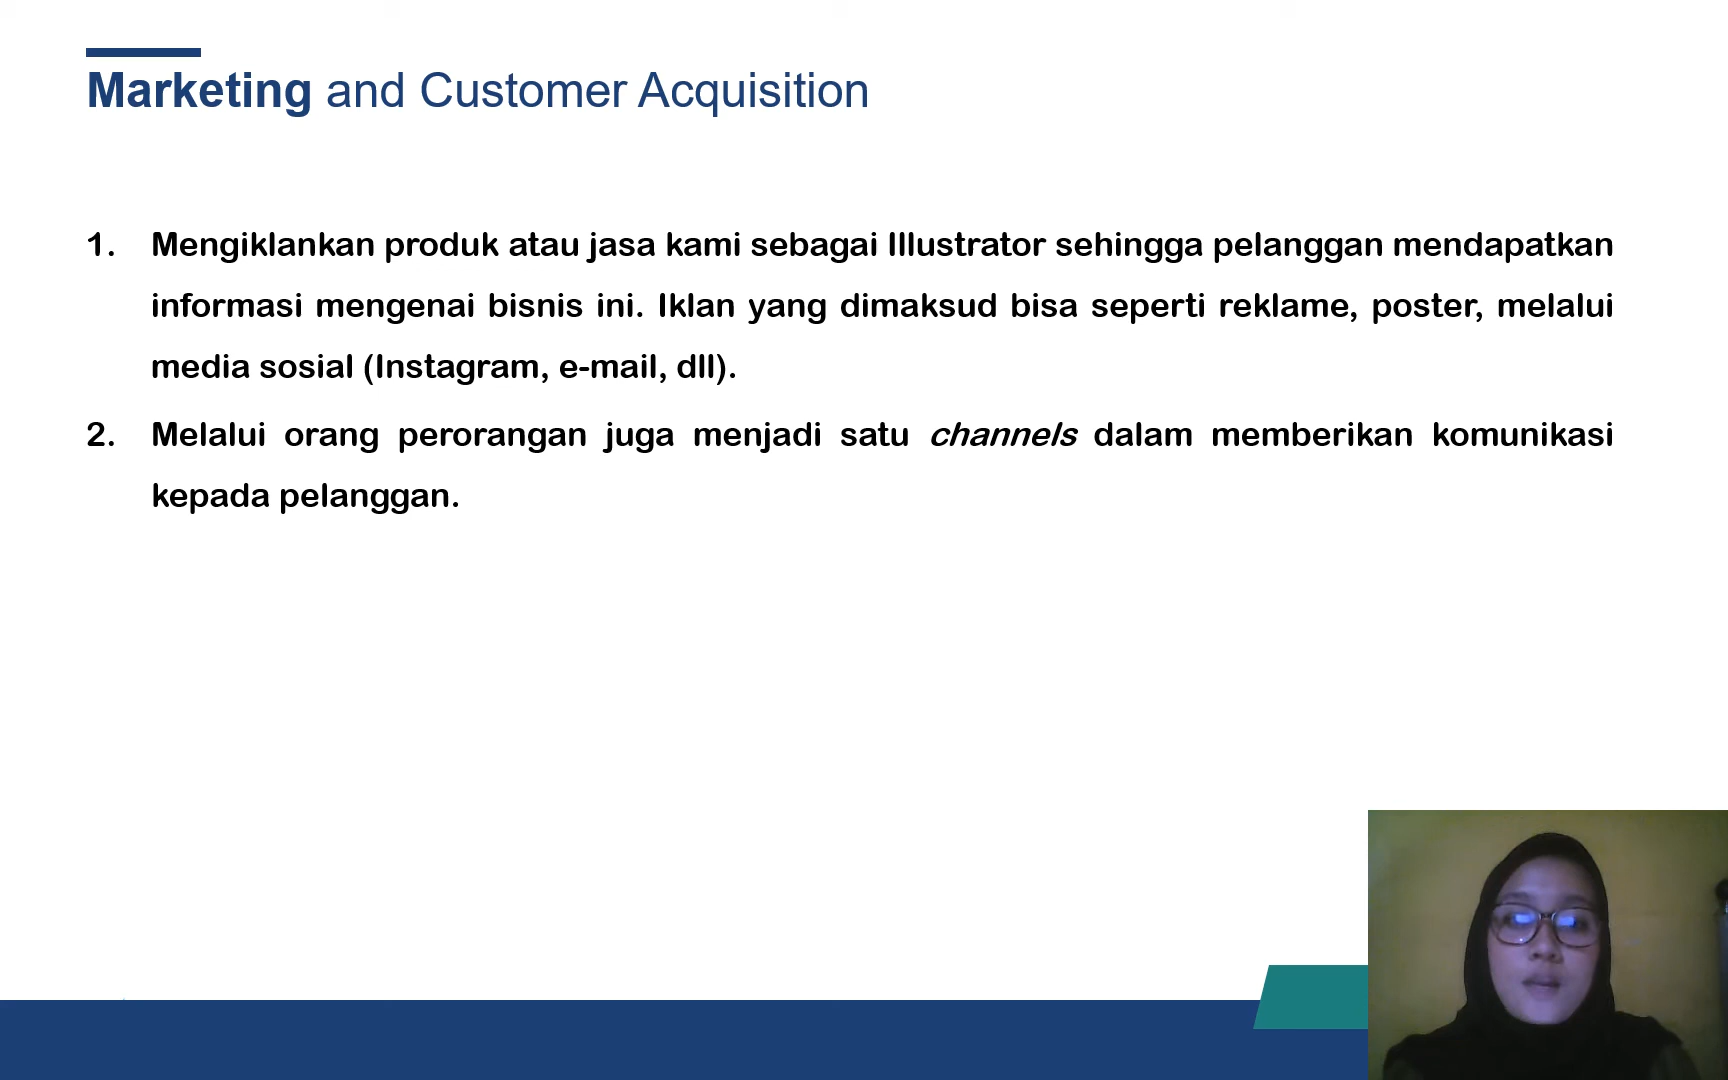 Marketing and Customer Acquisition
1. Mengiklankan produk atau jasa kami sebagai Illustrator sehingga pelanggan mendapatkan
informasi mengenai bisnis ini. Iklan yang dimaksud bisa seperti reklame, poster, melalui
media sosial (Instagram, e-mail, dll).
2. Melalui orang perorangan juga menjadi satu channels dalam memberikan komunikasi
kepada pelanggan.